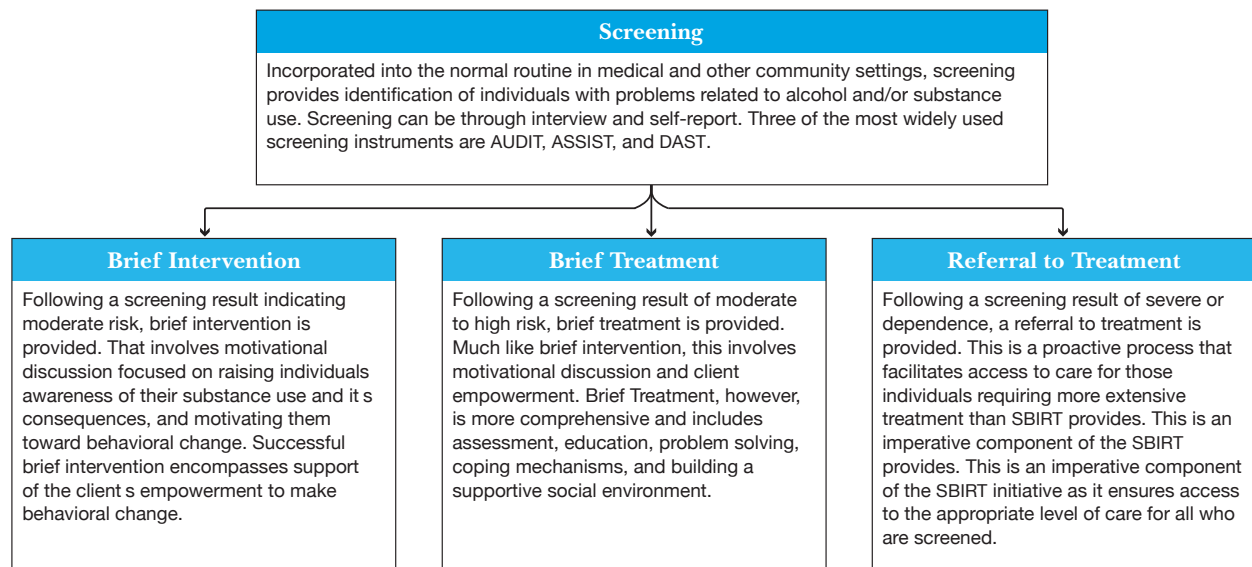 Screening
Incorporated into the normal routine in medical and other community settings, screening
provides identification of individuals with problems related to alcohol and/or substance
use. Screening can be through interview and self-report. Three of the most widely used
screening instruments are AUDIT, ASSIST, and DAST.
Brief Intervention
Following a screening result indicating
moderate risk, brief intervention is
provided. That involves motivational
discussion focused on raising individuals
awareness of their substance use and it s
consequences, and motivating them
toward behavioral change. Successful
brief intervention encompasses support
of the client s empowerment to make
behavioral change.
Brief Treatment
Following a screening result of moderate
to high risk, brief treatment is provided.
Much like brief intervention, this involves
motivational discussion and client
empowerment. Brief Treatment, however,
is more comprehensive and includes
assessment, education, problem solving,
coping mechanisms, and building a
supportive social environment.
Referral to Treatment
Following a screening result of severe or
dependence, a referral to treatment is
provided. This is a proactive process that
facilitates access to care for those
individuals requiring more extensive
treatment than SBIRT provides. This is an
imperative component of the SBIRT
provides. This is an imperative component
of the SBIRT initiative as it ensures access
to the appropriate level of care for all who
are screened.